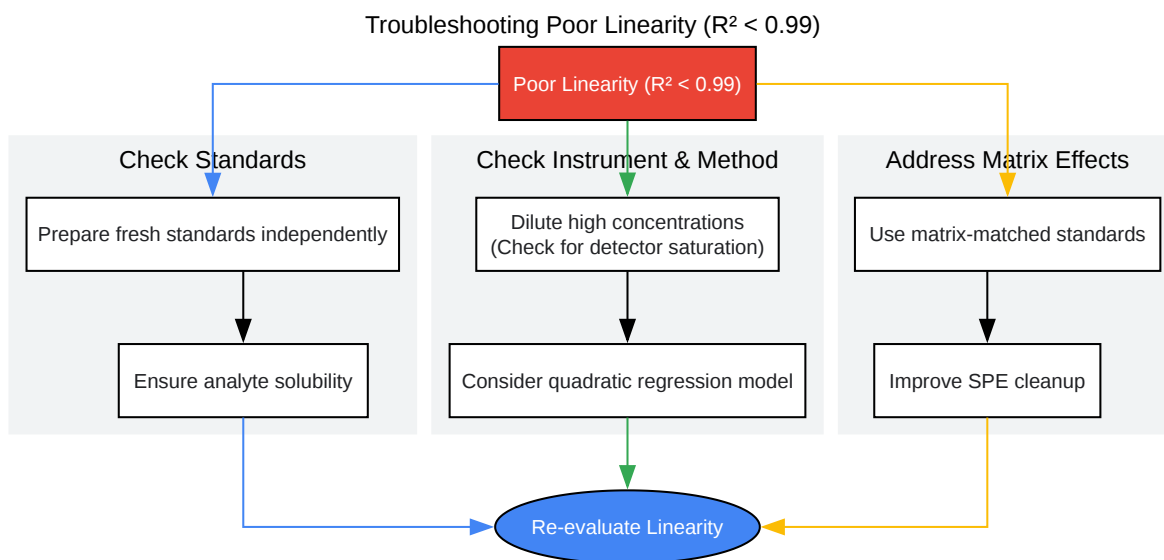 Troubleshooting Poor Linearity (R² < 0.99)
Poor Linearity (R² < 0.99)
Check Standards
Prepare fresh standards independently
Ensure analyte solubility
Check Instrument & Method
Dilute high concentrations
(Check for detector saturation)
Consider quadratic regression model
Address Matrix Effects
Use matrix-matched standards
Improve SPE cleanup
Re-evaluate Linearity